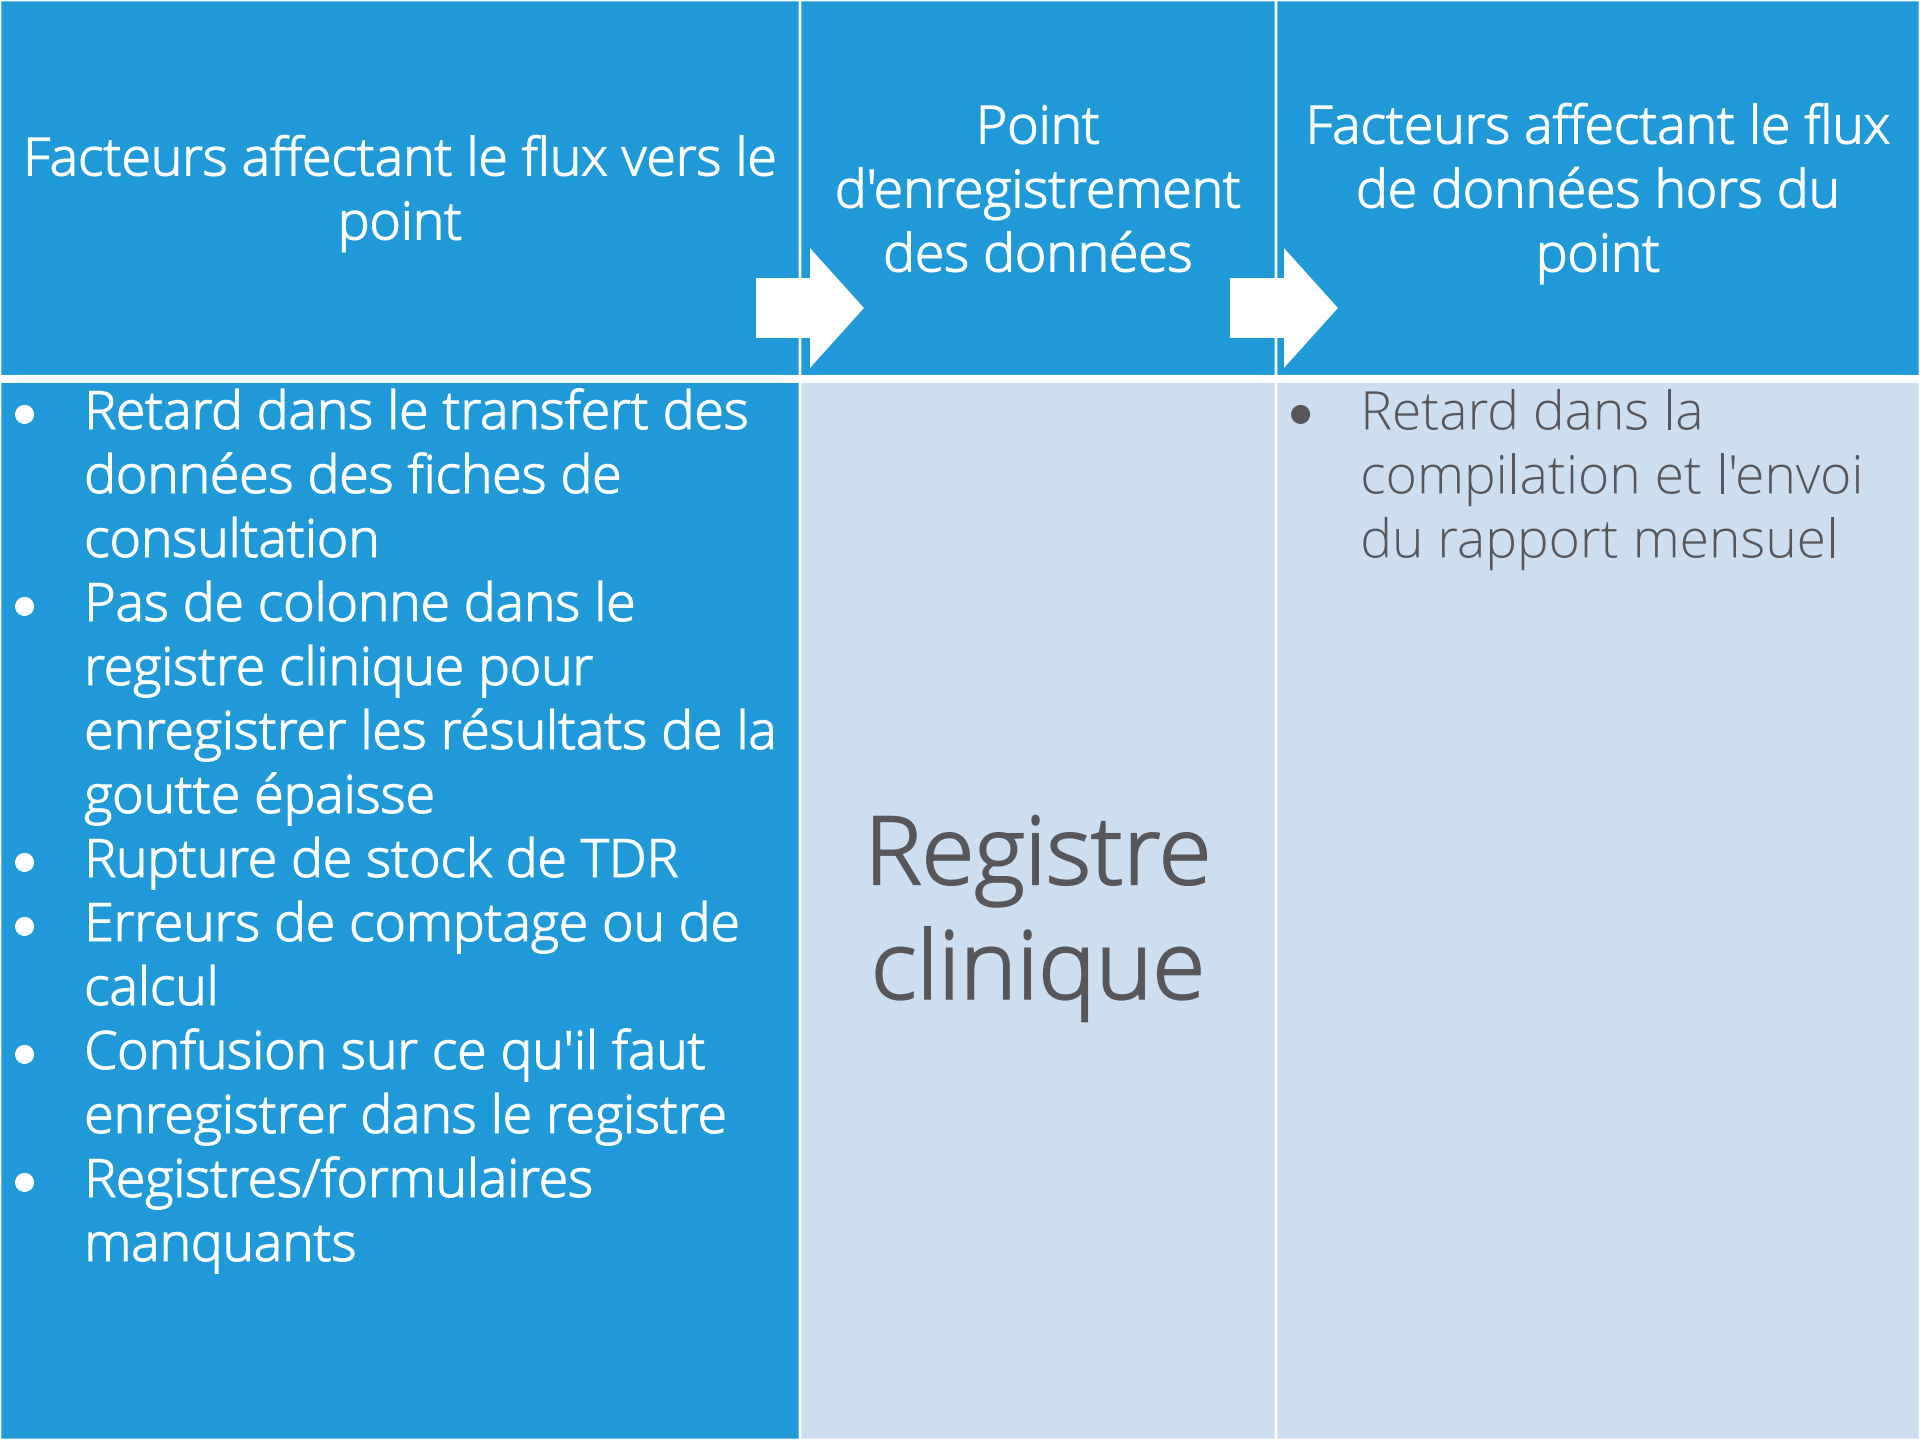 Facteurs affectant le flux vers le
point
Point
d'enregistrement
des données
Facteurs affectant le flux
de données hors du
point
• Retard dans le transfert des
données des fiches de
consultation
• Pas de colonne dans le
registre clinique pour
enregistrer les résultats de la
goutte épaisse
• Rupture de stock de TDR
• Erreurs de comptage ou de
calcul
• Confusion sur ce qu'il faut
enregistrer dans le registre
• Registres/formulaires
manquants
Registre
clinique
• Retard dans la
compilation et l'envoi
du rapport mensuel